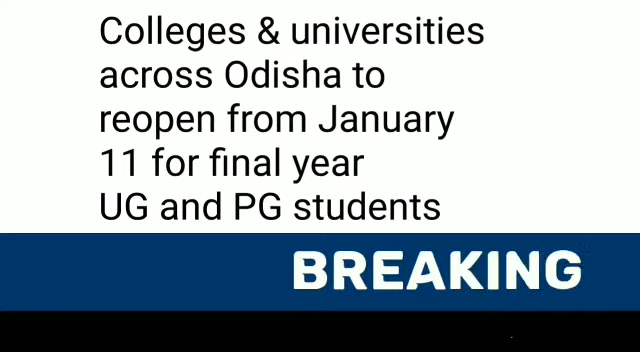 Colleges & universities
across Odisha to
reopen from January
11 for final year
UG and PG students
BREAKING